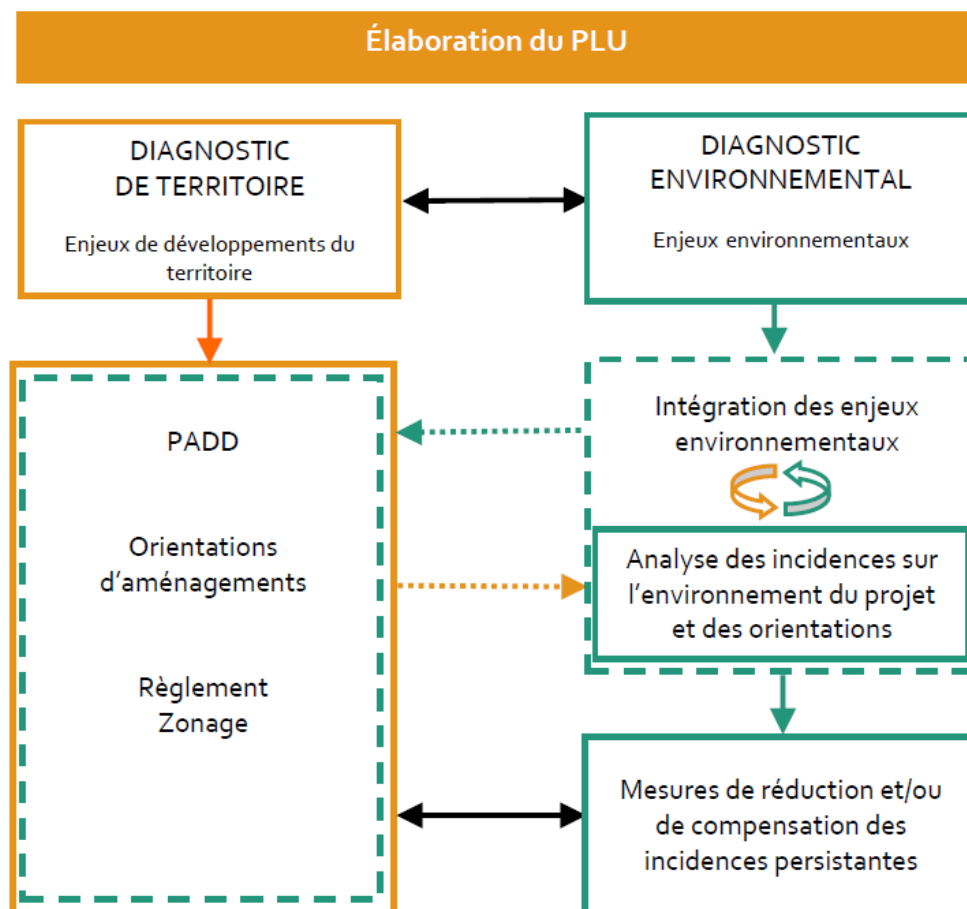 Élaboration du PLU
DIAGNOSTIC
DE TERRITOIRE
Enjeux de développements du
territoire
DIAGNOSTIC
ENVIRONNEMENTAL
Enjeux environnementaux
PADD
Orientations
d'aménagements
Règlement
Zonage
Intégration des enjeux
environnementaux
Analyse des incidences sur
l'environnement du projet
et des orientations
Mesures de réduction et/ou
de compensation des
incidences persistantes